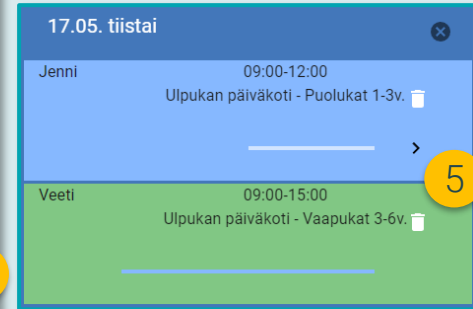 17.05. tiistai
Jenni 09:00-12:00
Ulpukan päiväkoti - Puolukat 1-3v.
5
Veeti 09:00-15:00
Ulpukan päiväkoti - Vaapukat 3-6v.